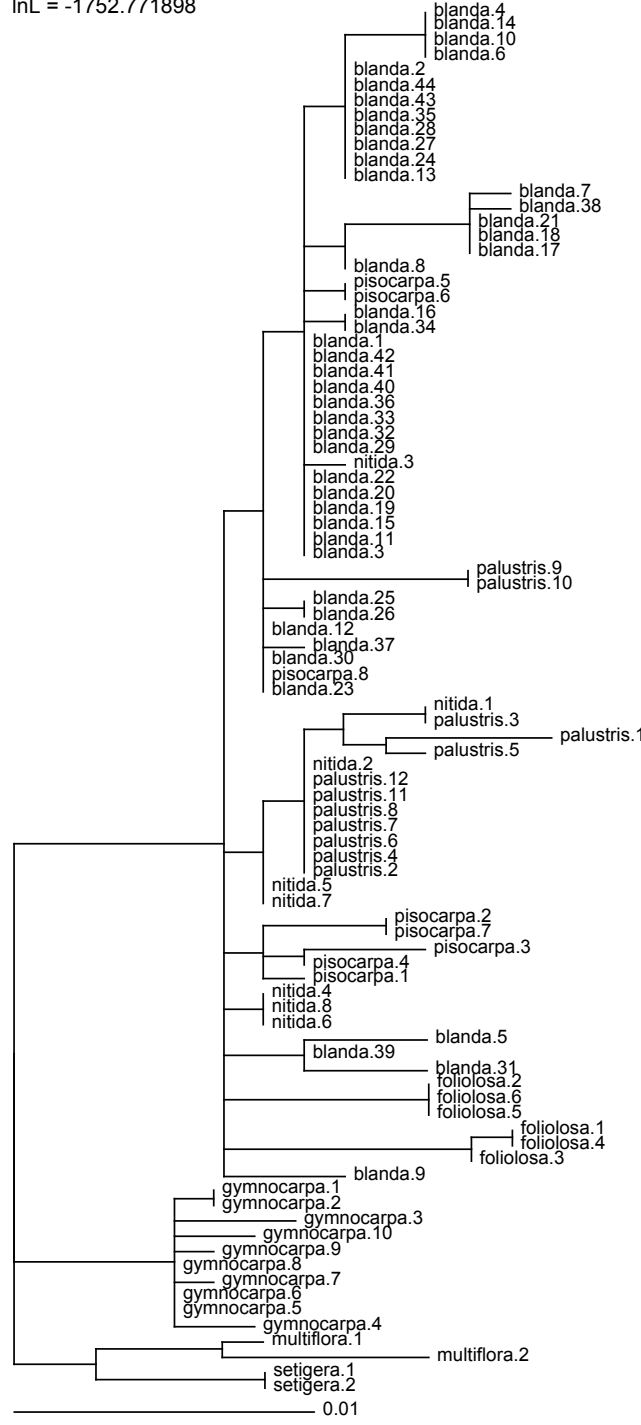 lnL = -1752.771898
blanda.4
blanda.14
blanda.10
blanda.6
blanda.2
blanda.44
blanda.43
blanda.35
blanda.28
blanda.27
blanda.24
blanda.13
blanda.7
blanda.38
blanda.21
blanda.18
blanda.17
blanda.8
pisocarpa.5
pisocarpa.6
blanda.16
blanda.34
blanda.1
blanda.42
blanda.41
blanda.40
blanda.36
blanda.33
blanda.32
blanda.29
nitida.3
blanda.22
blanda.20
blanda.19
blanda.15
blanda.11
blanda.3
palustris.9
palustris.10
blanda.25
blanda.26
blanda.12
blanda.37
blanda.30
pisocarpa.8
blanda.23
nitida.1
palustris.3
palustris.1
palustris.5
nitida.2
palustris.12
palustris.11
palustris.8
palustris.7
palustris.6
palustris.4
palustris.2
nitida.5
nitida.7
pisocarpa.2
pisocarpa.7
pisocarpa.3
pisocarpa.4
pisocarpa.1
nitida.4
nitida.8
nitida.6
blanda.5
blanda.39
blanda.31
foliolosa.2
foliolosa.6
foliolosa.5
foliolosa.1
foliolosa.4
foliolosa.3
blanda.9
gymnocarpa.1
gymnocarpa.2
gymnocarpa.3
gymnocarpa.10
gymnocarpa.9
gymnocarpa.8
gymnocarpa.7
gymnocarpa.6
gymnocarpa.5
gymnocarpa.4
multiflora.1
multiflora.2
setigera.1
setigera.2
0.01